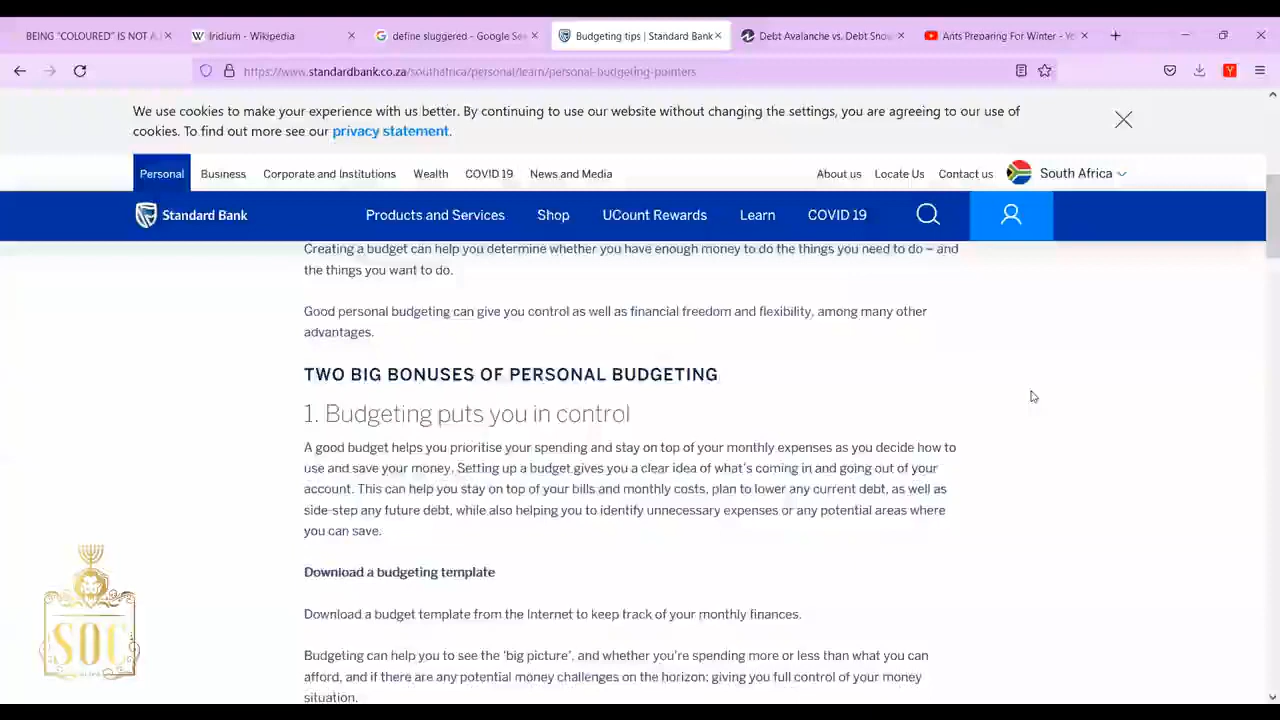 BEING "COLOURED" IS NOT A
Iridium - Wikipedia
define sluggered - Google Se
Budgeting tips | Standard Bank
Debt Avalanche vs. Debt Snow
Ants Preparing For Winter - Yo
https://www.standardbank.co.za/southafrica/personal/learn/personal-budgeting-pointers
We use cookies to make your experience with us better. By continuing to use our website without changing the settings, you are agreeing to our use of
cookies. To find out more see our privacy statement.
Personal Business Corporate and Institutions Wealth COVID 19 News and Media About us Locate Us Contact us South Africa
Standard Bank Products and Services Shop UCount Rewards Learn COVID 19
Creating a budget can help you determine whether you have enough money to do the things you need to do – and
the things you want to do.
Good personal budgeting can give you control as well as financial freedom and flexibility, among many other
advantages.
TWO BIG BONUSES OF PERSONAL BUDGETING
1. Budgeting puts you in control
A good budget helps you prioritise your spending and stay on top of your monthly expenses as you decide how to
use and save your money. Setting up a budget gives you a clear idea of what's coming in and going out of your
account. This can help you stay on top of your bills and monthly costs, plan to lower any current debt, as well as
side-step any future debt, while also helping you to identify unnecessary expenses or any potential areas where
you can save.
Download a budgeting template
Download a budget template from the Internet to keep track of your monthly finances.
Budgeting can help you to see the 'big picture', and whether you're spending more or less than what you can
afford, and if there are any potential money challenges on the horizon; giving you full control of your money
situation.
SOC